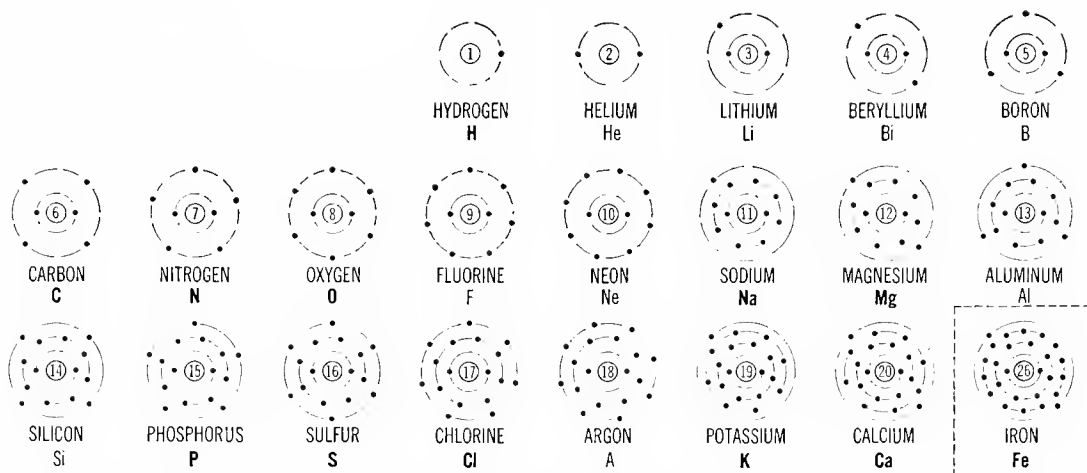 1 2 3 4 5
HYDROGEN HELIUM LITHIUM BERYLLIUM BORON
H He Li Bi B
6 7 8 9 10 11 12 13
CARBON NITROGEN OXYGEN FLUORINE NEON SODIUM MAGNESIUM ALUMINUM
C N O F Ne Na Mg Al
14 15 16 17 18 19 20 26
SILICON PHOSPHORUS SULFUR CHLORINE ARGON POTASSIUM CALCIUM IRON
Si P S Cl A K Ca Fe